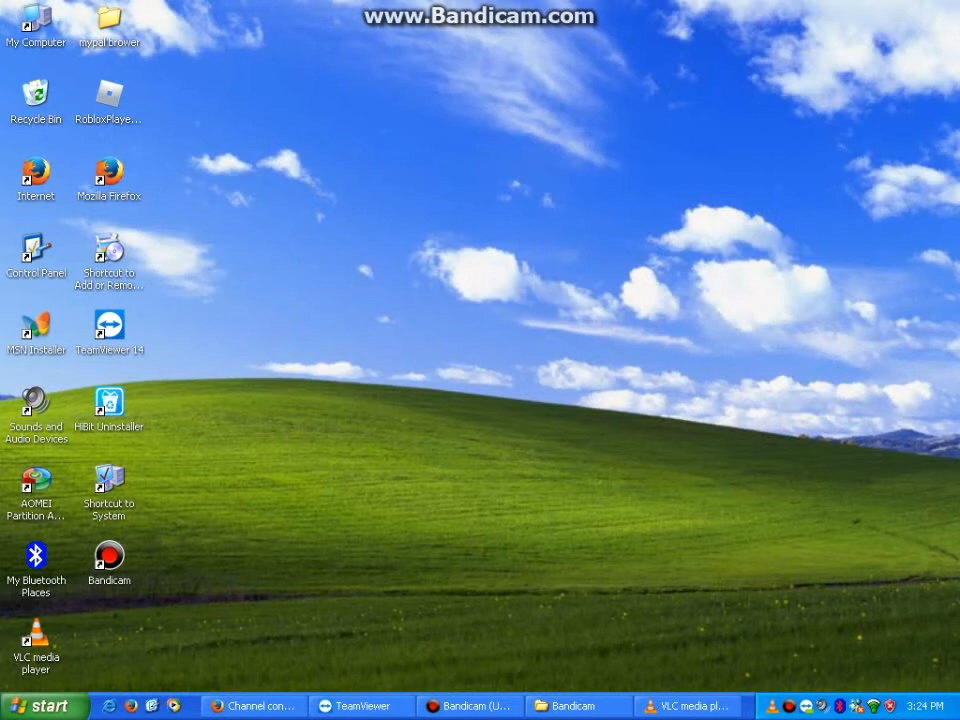 www.Bandicam.com
My Computer
mypal brower
Recycle Bin
RobloxPlaye...
Internet
Mozilla Firefox
Control Panel
Shortcut to
Add or Remo...
MSN Installer
TeamViewer 14
Sounds and
Audio Devices
HiBit Uninstaller
AOMEI
Partition A...
Shortcut to
System
My Bluetooth
Places
Bandicam
VLC media
player
start
Channel con...
TeamViewer
Bandicam (U...
Bandicam
VLC media pl...
3:24 PM